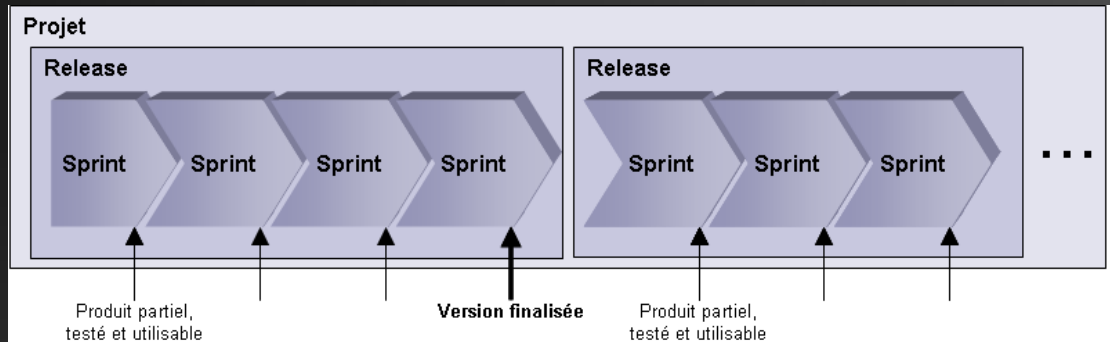 Projet
Release
Release
Sprint
Sprint
Sprint
Sprint
Sprint
Sprint
Sprint
...
Produit partiel,
testé et utilisable
Version finalisée
Produit partiel,
testé et utilisable